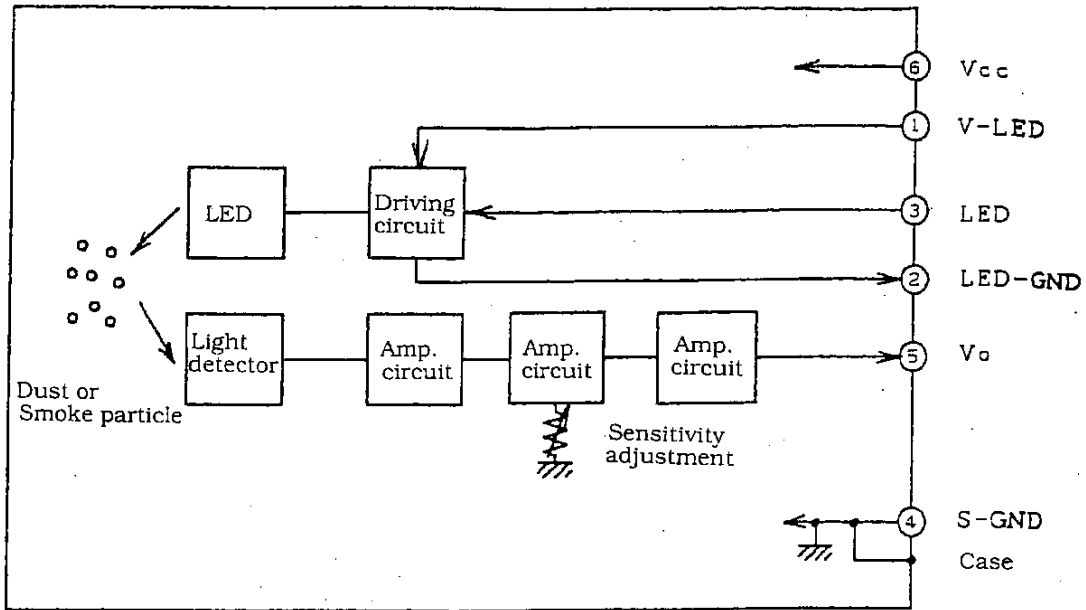 6 Vcc
1 V-LED
LED
Driving
circuit
3 LED
2 LED-GND
Light
detector
Amp.
circuit
Amp.
circuit
Amp.
circuit
5 Vo
Dust or
Smoke particle
Sensitivity
adjustment
4 S-GND
Case